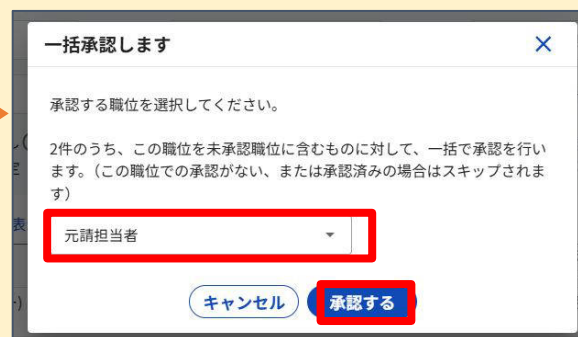 一括承認します
承認する職位を選択してください。
2件のうち、この職位を未承認職位に含むものに対して、一括で承認を行い
ます。(この職位での承認がない、または承認済みの場合はスキップされま
す)
元請担当者
キャンセル 承認する